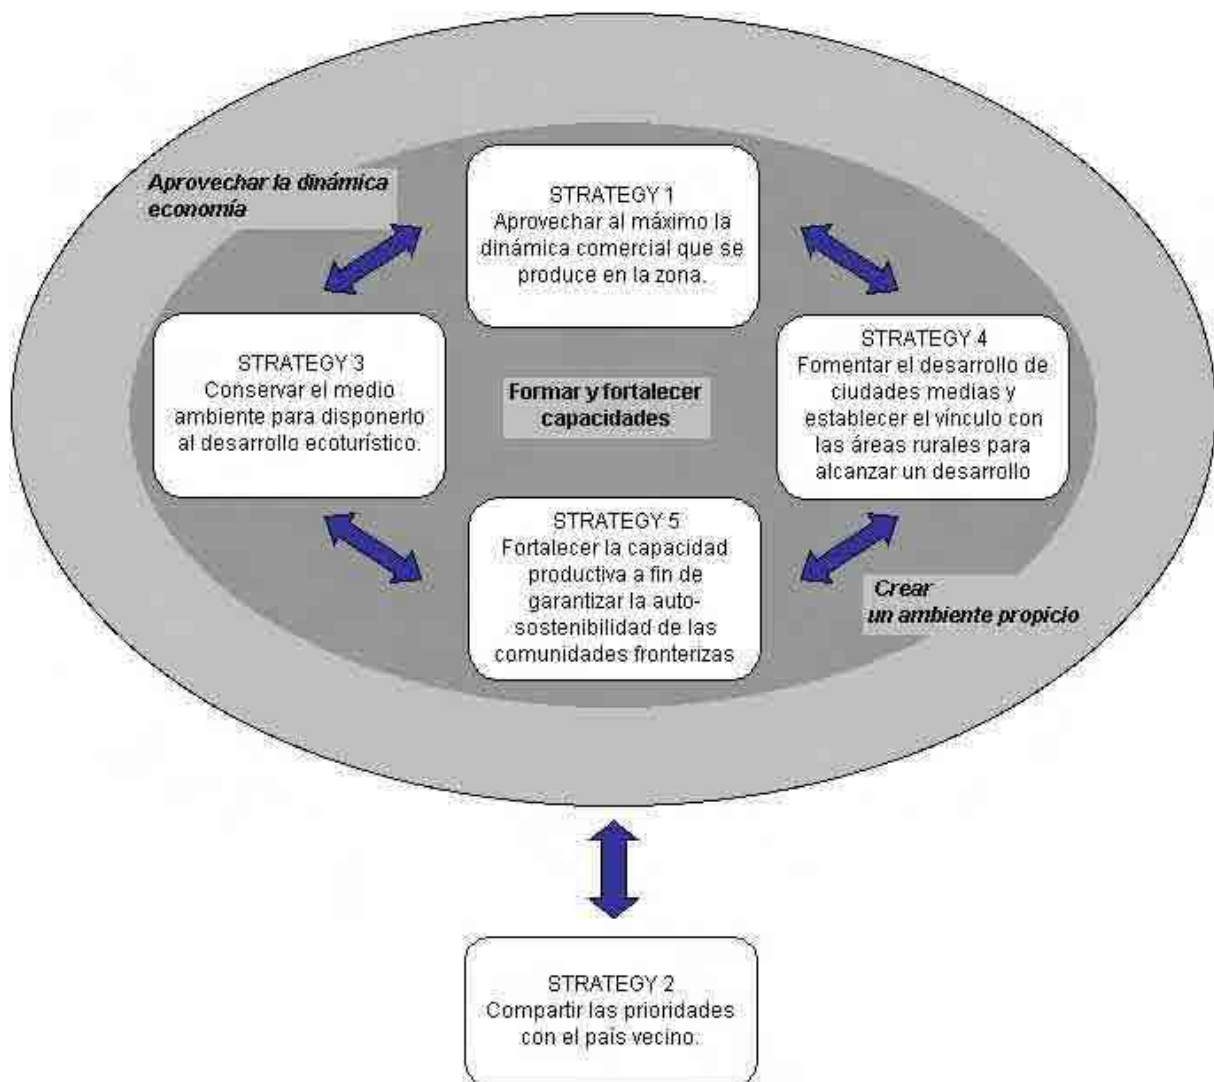 Aprovechar la dinámica
economía
STRATEGY 1
Aprovechar al máximo la
dinámica comercial que se
produce en la zona.
STRATEGY 3
Conservar el medio
ambiente para disponerlo
al desarrollo ecoturístico.
Formar y fortalecer
capacidades
STRATEGY 4
Fomentar el desarrollo de
ciudades medias y
establecer el vínculo con
las áreas rurales para
alcanzar un desarrollo
STRATEGY 5
Fortalecer la capacidad
productiva a fin de
garantizar la auto-
sostenibilidad de las
comunidades fronterizas
Crear
un ambiente propicio
STRATEGY 2
Compartir las prioridades
con el país vecino.